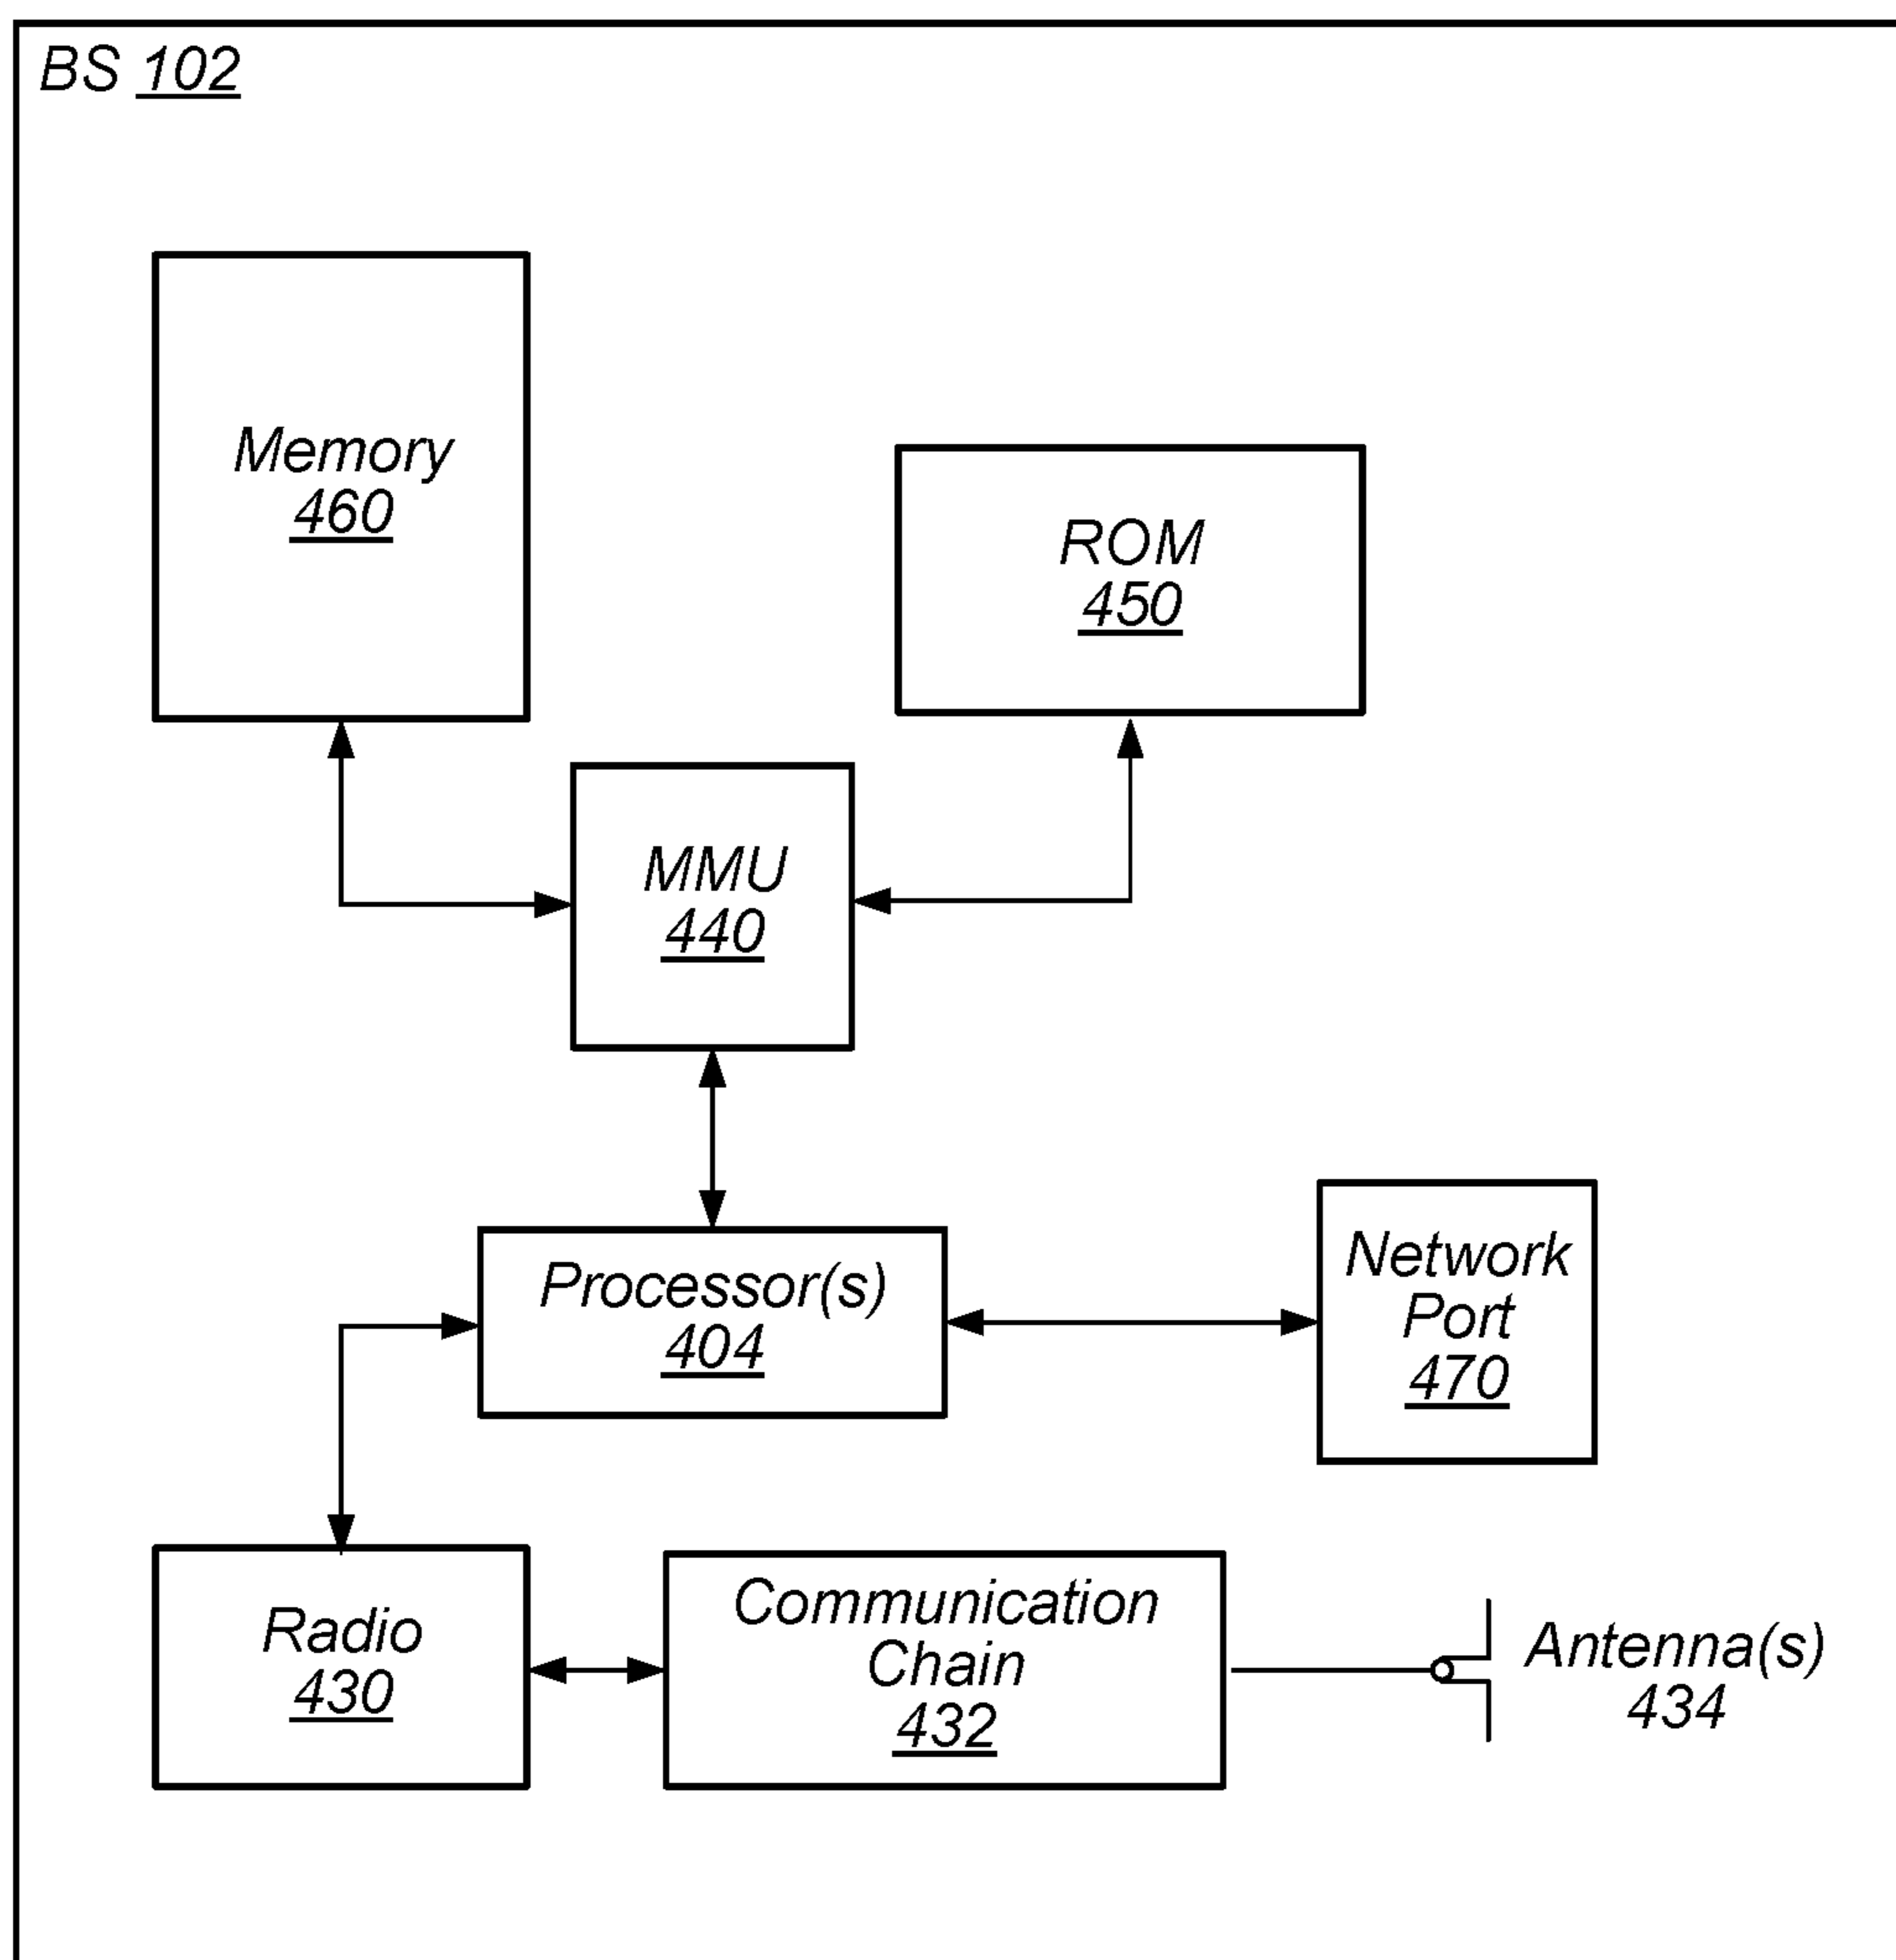 BS 102
Memory
460
ROM
450
MMU
440
Processor(s)
404
Network
Port
470
Radio
430
Communication
Chain
432
Antenna(s)
434